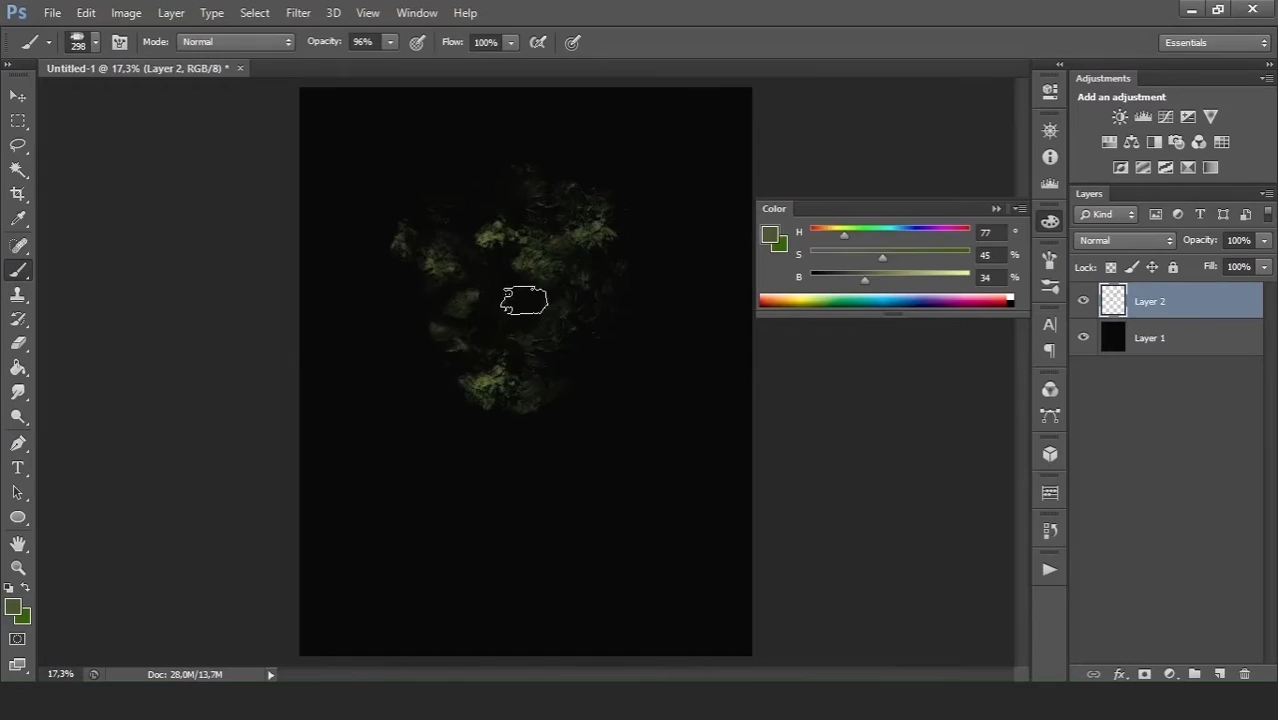 Ps File Edit Image Layer Type Select Filter 3D View Window Help
298 Mode: Normal Opacity: 96% Flow: 100% Essentials
Untitled-1 @ 17,3% (Layer 2, RGB/8) *
Adjustments
Add an adjustment
Layers
Kind
Normal Opacity: 100%
Lock: Fill: 100%
Layer 2
Layer 1
Color
H 77 °
S 45 %
B 34 %
17,3% Doc: 28,0M/13,7M